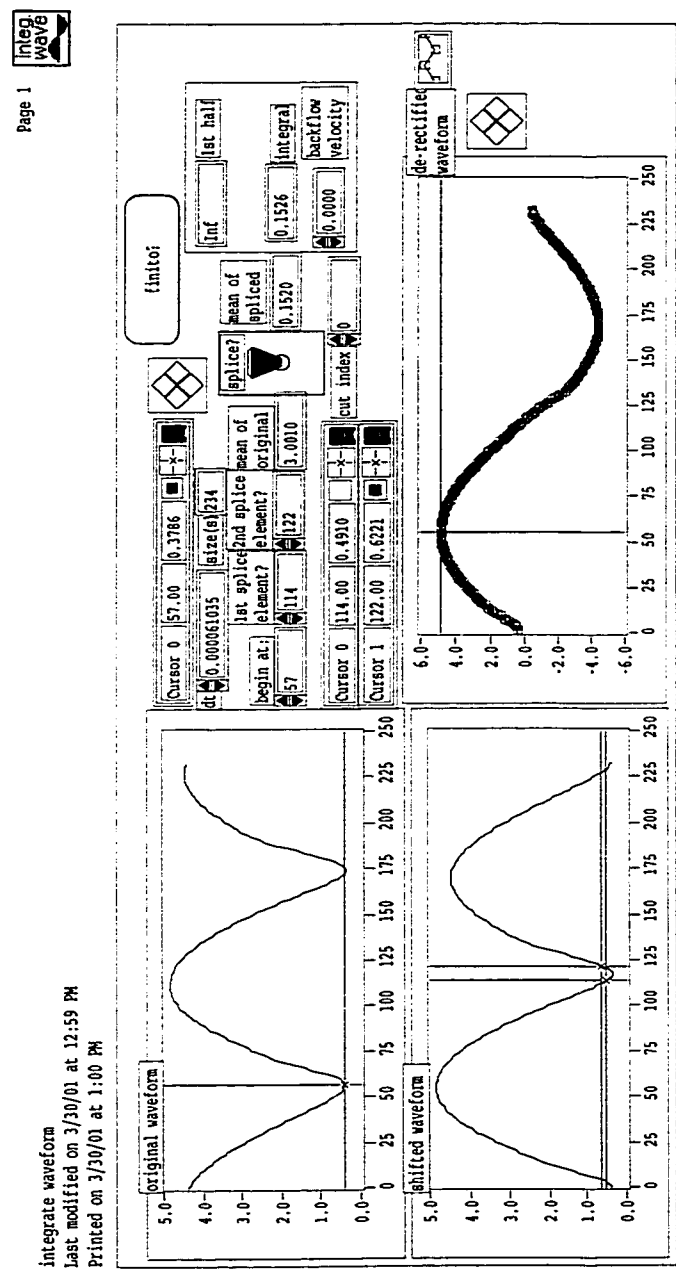 Page 1
integ.
wave
integrate waveform
Last modified on 3/30/01 at 12:59 PM
Printed on 3/30/01 at 1:00 PM
original waveform
5.0
4.0
3.0
2.0
1.0
0.0
0 25 50 75 100 125 150 175 200 225 250
Cursor 0 57.00 0.3786
dt 0.000061035 size(s) 234
begin at:
57
1st splice
element?
114
2nd splice
element?
122
mean of
original
3.0010
splice?
mean of
spliced
0.1520
finito!
Inf 1st half
0.1526 integral
0.0000 backflow
velocity
Cursor 0 114.00 0.4910
Cursor 1 122.00 0.6221
cut index 0
shifted waveform
5.0
4.0
3.0
2.0
1.0
0.0
0 25 50 75 100 125 150 175 200 225 250
de-rectified
waveform
6.0
4.0
2.0
0.0
-2.0
-4.0
-6.0
0 25 50 75 100 125 150 175 200 225 250